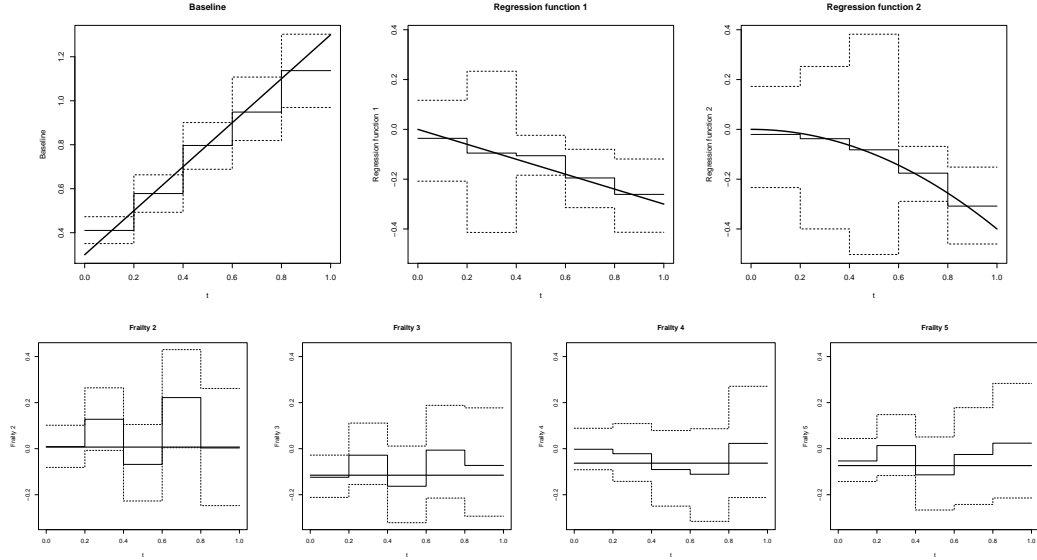 Baseline
Regression function 1
Regression function 2
Baseline
0.4 0.6 0.8 1.0 1.2
0.0 0.2 0.4 0.6 0.8 1.0
t
Regression function 1
−0.4 −0.2 0.0 0.2 0.4
0.0 0.2 0.4 0.6 0.8 1.0
t
Regression function 2
−0.4 −0.2 0.0 0.2 0.4
0.0 0.2 0.4 0.6 0.8 1.0
t
Frailty 2
Frailty 3
Frailty 4
Frailty 5
Frailty 2
−0.2 0.0 0.2 0.4
0.0 0.2 0.4 0.6 0.8 1.0
t
Frailty 3
−0.2 0.0 0.2 0.4
0.0 0.2 0.4 0.6 0.8 1.0
t
Frailty 4
−0.2 0.0 0.2 0.4
0.0 0.2 0.4 0.6 0.8 1.0
t
Frailty 5
−0.2 0.0 0.2 0.4
0.0 0.2 0.4 0.6 0.8 1.0
t